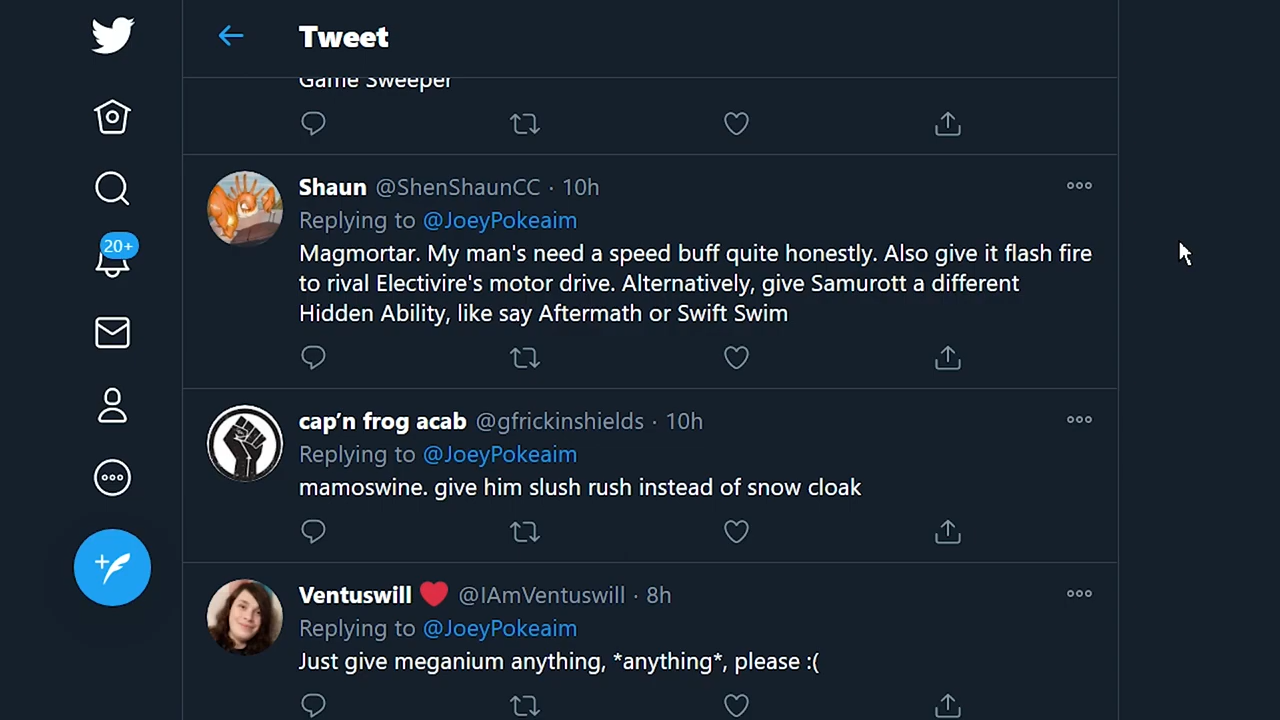 Tweet
Game Sweeper
Shaun @ShenShaunCC · 10h
Replying to @JoeyPokeaim
Magmortar. My man's need a speed buff quite honestly. Also give it flash fire
to rival Electivire's motor drive. Alternatively, give Samurott a different
Hidden Ability, like say Aftermath or Swift Swim
20+
cap’n frog acab @gfrickinshields · 10h
Replying to @JoeyPokeaim
mamoswine. give him slush rush instead of snow cloak
Ventuswill ❤️ @IAmVentuswill · 8h
Replying to @JoeyPokeaim
Just give meganium anything, *anything*, please :(